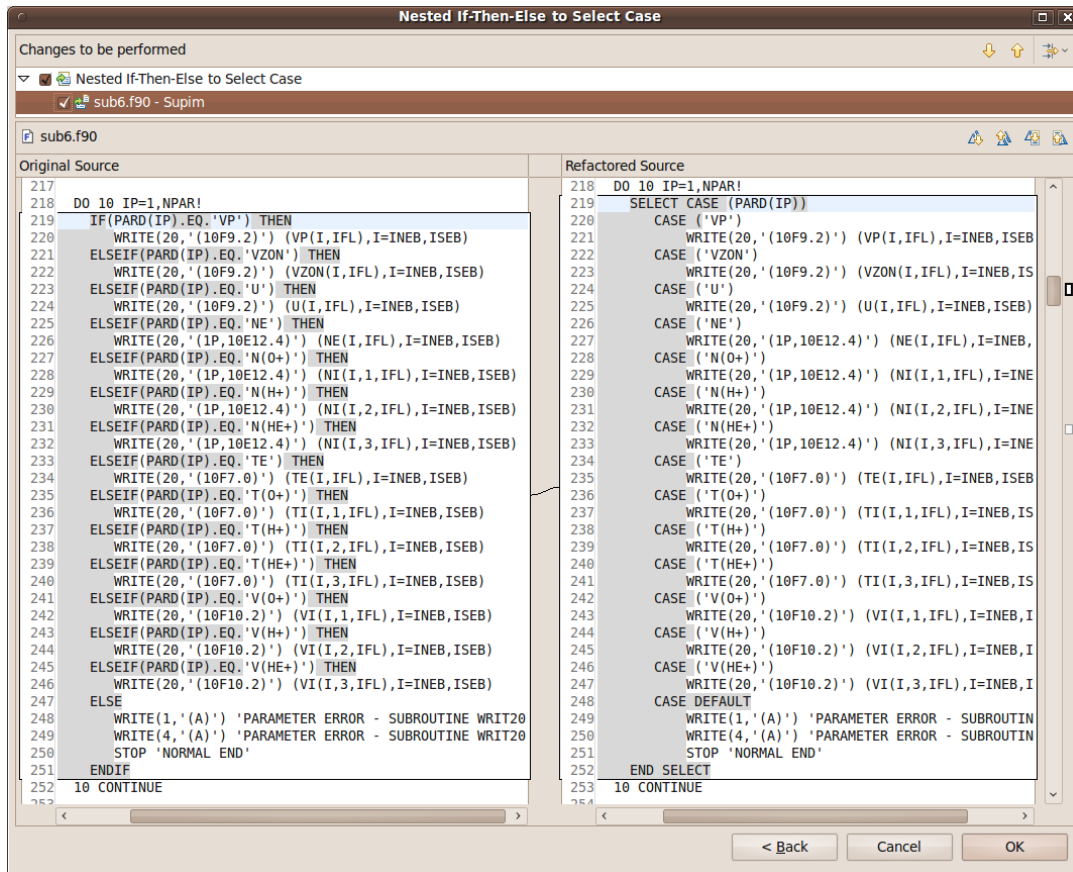 Nested If-Then-Else to Select Case
Changes to be performed
Nested If-Then-Else to Select Case
sub6.f90 - Supim
sub6.f90
Original Source
217
218 DO 10 IP=1,NPAR!
219 IF(PARD(IP).EQ.'VP') THEN
220 WRITE(20,'(10F9.2)') (VP(I,IFL),I=INEB,ISEB)
221 ELSEIF(PARD(IP).EQ.'VZON') THEN
222 WRITE(20,'(10F9.2)') (VZON(I,IFL),I=INEB,ISEB)
223 ELSEIF(PARD(IP).EQ.'U') THEN
224 WRITE(20,'(10F9.2)') (U(I,IFL),I=INEB,ISEB)
225 ELSEIF(PARD(IP).EQ.'NE') THEN
226 WRITE(20,'(1P,10E12.4)') (NE(I,IFL),I=INEB,ISEB)
227 ELSEIF(PARD(IP).EQ.'N(O+)') THEN
228 WRITE(20,'(1P,10E12.4)') (NI(I,1,IFL),I=INEB,ISEB)
229 ELSEIF(PARD(IP).EQ.'N(H+)') THEN
230 WRITE(20,'(1P,10E12.4)') (NI(I,2,IFL),I=INEB,ISEB)
231 ELSEIF(PARD(IP).EQ.'N(HE+)') THEN
232 WRITE(20,'(1P,10E12.4)') (NI(I,3,IFL),I=INEB,ISEB)
233 ELSEIF(PARD(IP).EQ.'TE') THEN
234 WRITE(20,'(10F7.0)') (TE(I,IFL),I=INEB,ISEB)
235 ELSEIF(PARD(IP).EQ.'T(O+)') THEN
236 WRITE(20,'(10F7.0)') (TI(I,1,IFL),I=INEB,ISEB)
237 ELSEIF(PARD(IP).EQ.'T(H+)') THEN
238 WRITE(20,'(10F7.0)') (TI(I,2,IFL),I=INEB,ISEB)
239 ELSEIF(PARD(IP).EQ.'T(HE+)') THEN
240 WRITE(20,'(10F7.0)') (TI(I,3,IFL),I=INEB,ISEB)
241 ELSEIF(PARD(IP).EQ.'V(O+)') THEN
242 WRITE(20,'(10F10.2)') (VI(I,1,IFL),I=INEB,ISEB)
243 ELSEIF(PARD(IP).EQ.'V(H+)') THEN
244 WRITE(20,'(10F10.2)') (VI(I,2,IFL),I=INEB,ISEB)
245 ELSEIF(PARD(IP).EQ.'V(HE+)') THEN
246 WRITE(20,'(10F10.2)') (VI(I,3,IFL),I=INEB,ISEB)
247 ELSE
248 WRITE(1,'(A)') 'PARAMETER ERROR - SUBROUTINE WRIT20
249 WRITE(4,'(A)') 'PARAMETER ERROR - SUBROUTINE WRIT20
250 STOP 'NORMAL END'
251 ENDIF
252 10 CONTINUE
253
Refactored Source
218 DO 10 IP=1,NPAR!
219 SELECT CASE (PARD(IP))
220 CASE ('VP')
221 WRITE(20,'(10F9.2)') (VP(I,IFL),I=INEB,ISEB
222 CASE ('VZON')
223 WRITE(20,'(10F9.2)') (VZON(I,IFL),I=INEB,IS
224 CASE ('U')
225 WRITE(20,'(10F9.2)') (U(I,IFL),I=INEB,ISEB)
226 CASE ('NE')
227 WRITE(20,'(1P,10E12.4)') (NE(I,IFL),I=INEB,
228 CASE ('N(O+)')
229 WRITE(20,'(1P,10E12.4)') (NI(I,1,IFL),I=INE
230 CASE ('N(H+)')
231 WRITE(20,'(1P,10E12.4)') (NI(I,2,IFL),I=INE
232 CASE ('N(HE+)')
233 WRITE(20,'(1P,10E12.4)') (NI(I,3,IFL),I=INE
234 CASE ('TE')
235 WRITE(20,'(10F7.0)') (TE(I,IFL),I=INEB,ISEB
236 CASE ('T(O+)')
237 WRITE(20,'(10F7.0)') (TI(I,1,IFL),I=INEB,IS
238 CASE ('T(H+)')
239 WRITE(20,'(10F7.0)') (TI(I,2,IFL),I=INEB,IS
240 CASE ('T(HE+)')
241 WRITE(20,'(10F7.0)') (TI(I,3,IFL),I=INEB,IS
242 CASE ('V(O+)')
243 WRITE(20,'(10F10.2)') (VI(I,1,IFL),I=INEB,I
244 CASE ('V(H+)')
245 WRITE(20,'(10F10.2)') (VI(I,2,IFL),I=INEB,I
246 CASE ('V(HE+)')
247 WRITE(20,'(10F10.2)') (VI(I,3,IFL),I=INEB,I
248 CASE DEFAULT
249 WRITE(1,'(A)') 'PARAMETER ERROR - SUBROUTIN
250 WRITE(4,'(A)') 'PARAMETER ERROR - SUBROUTIN
251 STOP 'NORMAL END'
252 END SELECT
253 10 CONTINUE
254
< Back
Cancel
OK